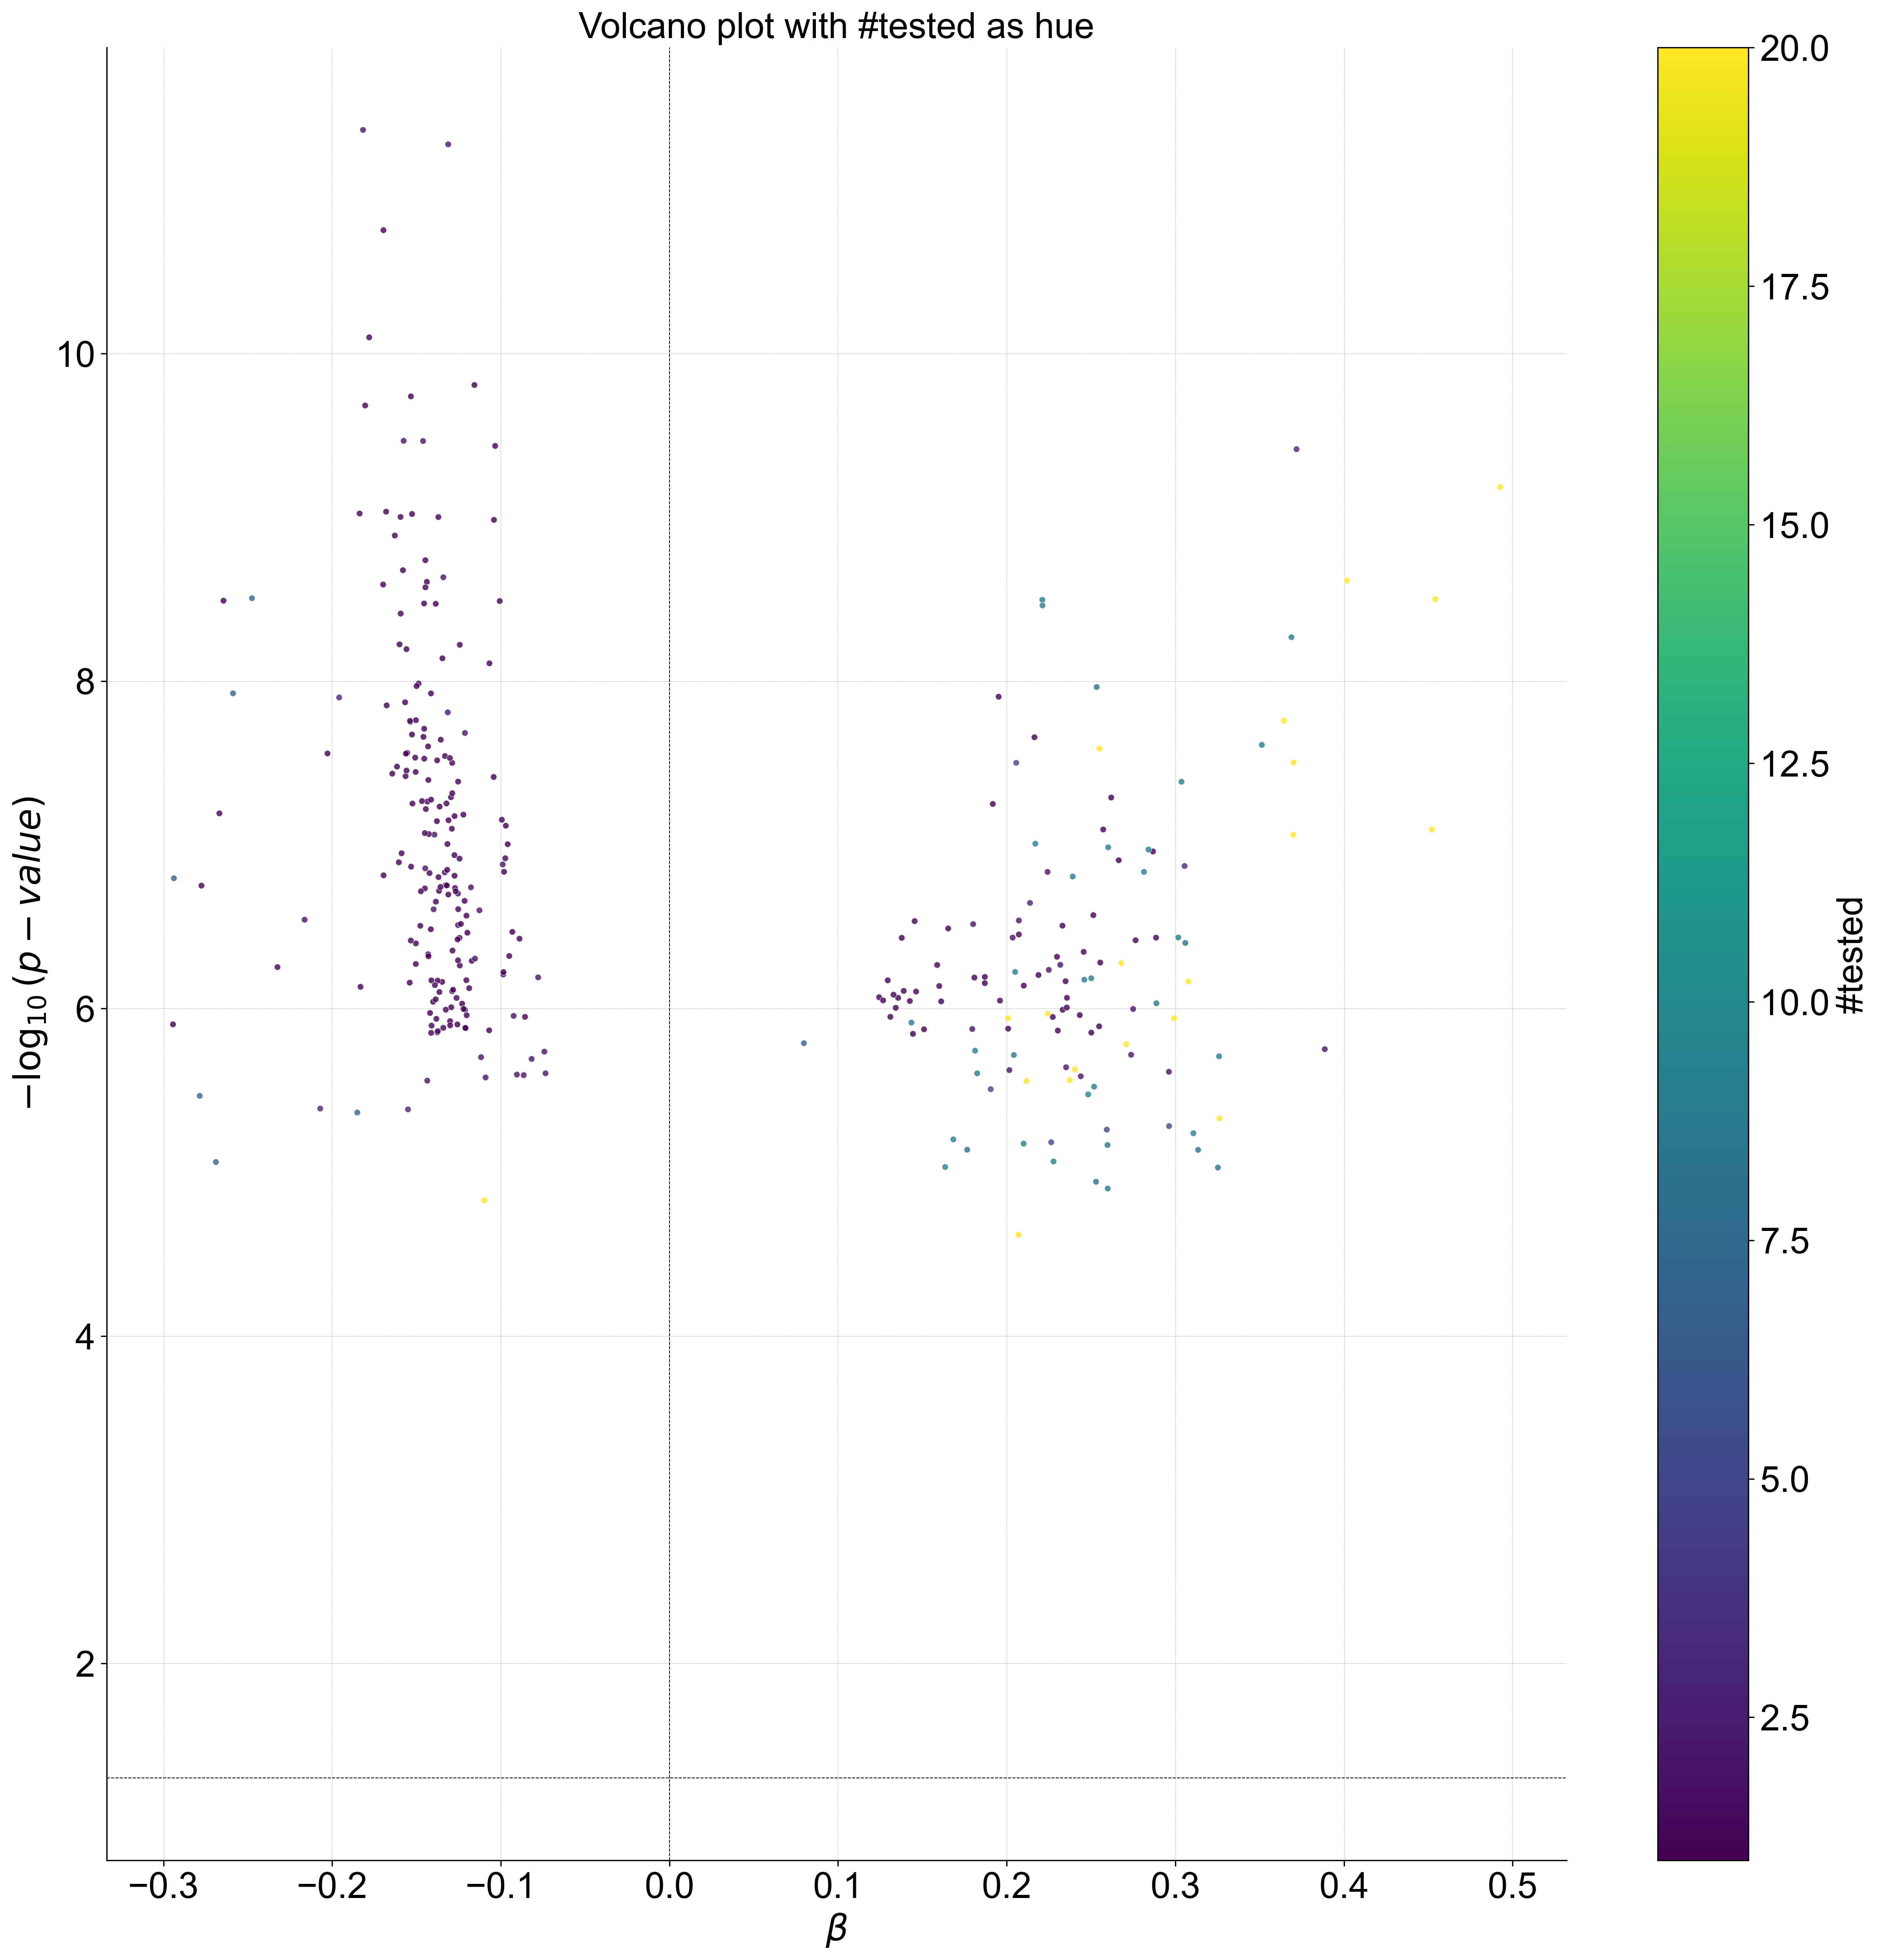 Volcano plot with #tested as hue
−log10 (p − value)
10
8
6
4
2
−0.3 −0.2 −0.1 0.0 0.1 0.2 0.3 0.4 0.5
β
20.0
17.5
15.0
12.5
10.0
7.5
5.0
2.5
#tested